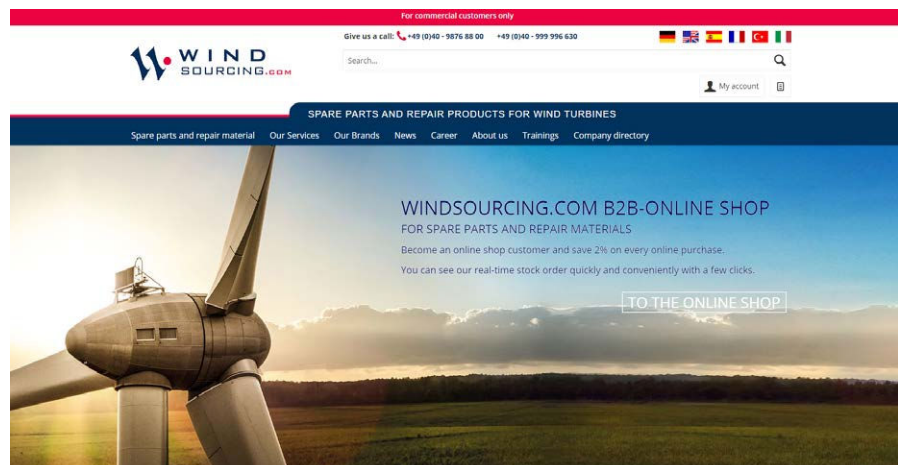 For commercial customers only
Give us a call: +49 (0)40 - 9876 88 00 +49 (0)40 - 999 996 630
WIND
SOURCING.COM
Search...
My account
SPARE PARTS AND REPAIR PRODUCTS FOR WIND TURBINES
Spare parts and repair material Our Services Our Brands News Career About us Trainings Company directory
WINDSOURCING.COM B2B-ONLINE SHOP
FOR SPARE PARTS AND REPAIR MATERIALS
Become an online shop customer and save 2% on every online purchase.
You can see our real-time stock order quickly and conveniently with a few clicks.
TO THE ONLINE SHOP